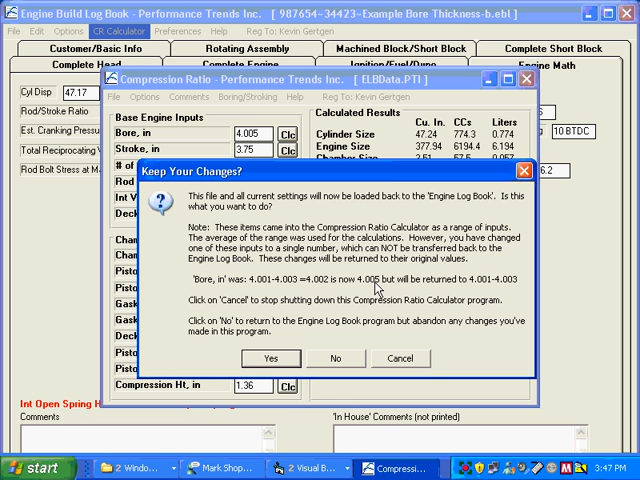 Engine Build Log Book - Performance Trends Inc. [ 987654~34423~Example Bore Thickness-b.ebl ]
File Edit Options CR Calculator Preferences Help Reg To: Kevin Gertgen
Customer/Basic Info Rotating Assembly Machined Block/Short Block Complete Short Block
Complete Head Complete Engine Ignition/Fuel/Dyno Engine Math
Cyl Disp 47.17
Rod/Stroke Ratio
Est. Cranking Pressure
10 BTDC
Total Reciprocating
Rod Bolt Stress at M
6.2
Compression Ratio - Performance Trends Inc. [ ELBData.PTI ]
File Options Comments Boring/Stroking Help Reg To: Kevin Gertgen
Base Engine Inputs
Bore, in 4.005 Clc
Stroke, in 3.75 Clc
# of
Rod
Int V
Deck
Calculated Results
Cu. In. CCs Liters
Cylinder Size 47.24 774.3 0.774
Engine Size 377.94 6194.4 6.194
Chamber Size 3.51 57.5 0.057
Cham
Cham
Pisto
Gask
Gask
Deck
Pisto
Pisto
Compression Ht, in 1.36 Clc
Keep Your Changes?
This file and all current settings will now be loaded back to the 'Engine Log Book'. Is this
what you want to do?
Note: These items came into the Compression Ratio Calculator as a range of inputs.
The average of the range was used for the calculations. However, you have changed
one of these inputs to a single number, which can NOT be transferred back to the
Engine Log Book. These changes will be returned to their original values.
'Bore, in' was: 4.001-4.003 =4.002 is now 4.005 but will be returned to 4.001-4.003
Click on 'Cancel' to stop shutting down this Compression Ratio Calculator program.
Click on 'No' to return to the Engine Log Book program but abandon any changes you've
made in this program.
Yes No Cancel
Int Open Spring H
Comments
'In House' Comments (not printed)
start 2 Windo... Mark Shop... 2 Visual B... Compressi... 3:47 PM